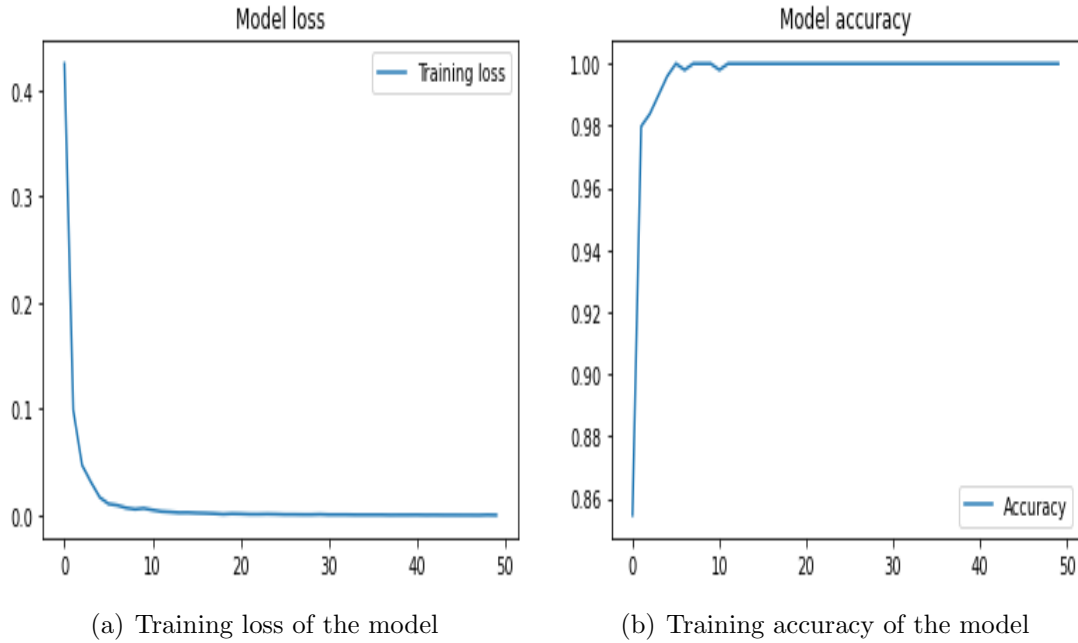 Model loss
Training loss
0.4
0.3
0.2
0.1
0.0
0 10 20 30 40 50
(a) Training loss of the model
Model accuracy
1.00
0.98
0.96
0.94
0.92
0.90
0.88
0.86
Accuracy
0 10 20 30 40 50
(b) Training accuracy of the model